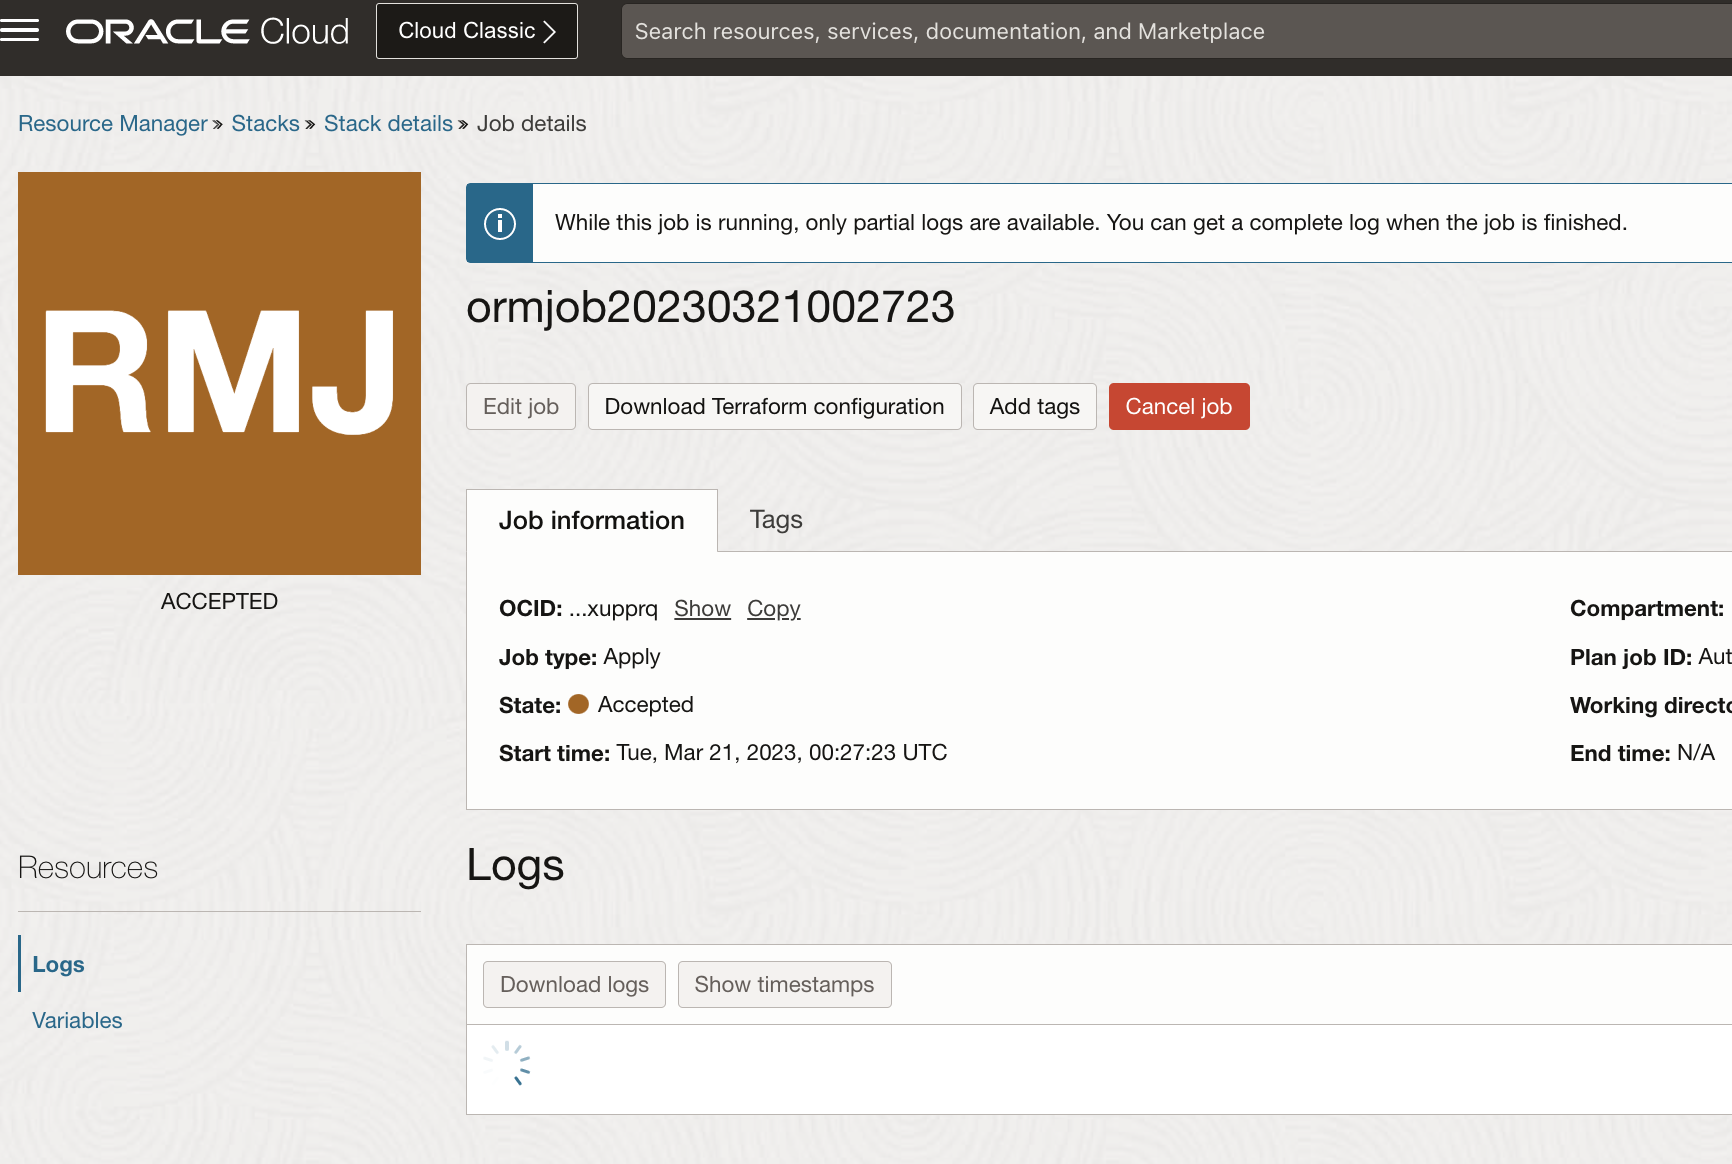 ORACLE Cloud
Cloud Classic
Search resources, services, documentation, and Marketplace
Resource Manager » Stacks » Stack details » Job details
RMJ
ACCEPTED
While this job is running, only partial logs are available. You can get a complete log when the job is finished.
ormjob20230321002723
Edit job
Download Terraform configuration
Add tags
Cancel job
Job information
Tags
OCID: ...xupprq Show Copy
Job type: Apply
State: Accepted
Start time: Tue, Mar 21, 2023, 00:27:23 UTC
Compartment:
Plan job ID: Aut
Working directo
End time: N/A
Resources
Logs
Variables
Logs
Download logs
Show timestamps